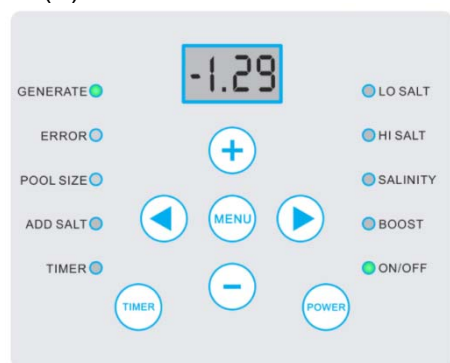 -1.29
GENERATE
LO SALT
ERROR
HI SALT
+
POOL SIZE
SALINITY
ADD SALT
MENU
BOOST
TIMER
-
ON/OFF
TIMER
POWER